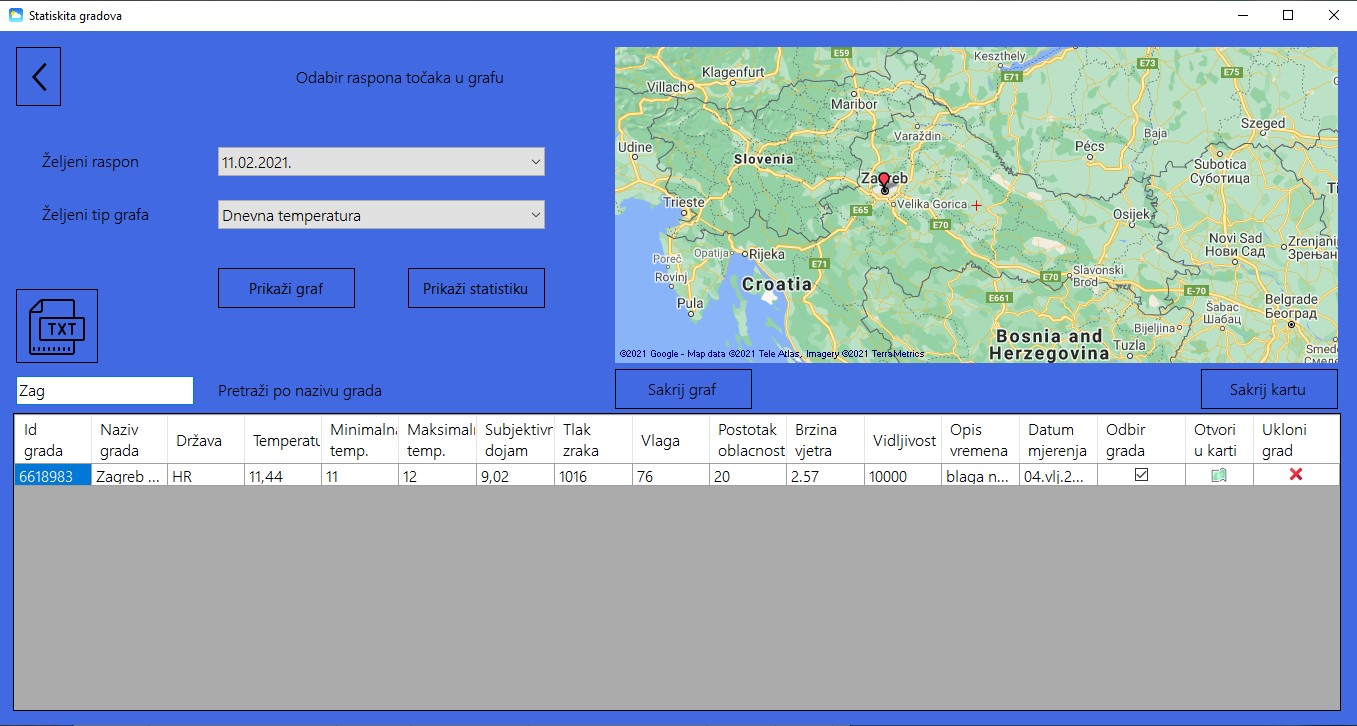 Statiskita gradova
Odabir raspona točaka u grafu
Željeni raspon
11.02.2021.
Željeni tip grafa
Dnevna temperatura
Prikaži graf
Prikaži statistiku
TXT
Zag
Pretraži po nazivu grada
E59
Keszthely
E71
E73
E75
Klagenfurt
Villach
Maribor
Varaždin
Szeged
Baja
Pécs
Udine
Slovenia
Subotica
Суботица
Zagreb
Trieste
E65
Velika Gorica
E70
Osijek
Novi Sad
Нови Сад
Zrenjani
Зрењани
Poreč
Opatija
Rijeka
E71
Rovinj
Croatia
E70
Slavonski
Brod
Pula
E661
E-70
Šabac
Шабац
Belgrade
Београд
Bosnia and
Herzegovina
Bijeljina
Tuzla
Smed
©2021 Google - Map data ©2021 Tele Atlas, Imagery ©2021 TerraMetrics
Sakrij graf
Sakrij kartu
Id grada Naziv grada Država Temperatu Minimalna temp. Maksimal temp. Subjektivn dojam Tlak zraka Vlaga Postotak oblacnost Brzina vjetra Vidljivost Opis vremena Datum mjerenja Odbir grada Otvori u karti Ukloni grad
6618983 Zagreb ... HR 11,44 11 12 9,02 1016 76 20 2.57 10000 blaga n... 04.vlj.2...